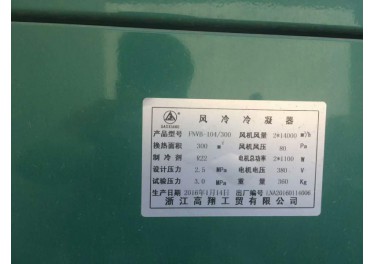 风冷冷凝器
产品型号 FNVB-104/300 风机风量 2*14000 m³/h
换热面积 300 m² 风机风压 80 Pa
制冷剂 R22 电机总功率 2*1100 W
设计压力 2.5 MPa 电机电压 380 V
试验压力 3.0 MPa 重量 360 Kg
生产日期 2016年1月14日 出厂编号
浙江高翔工贸有限公司